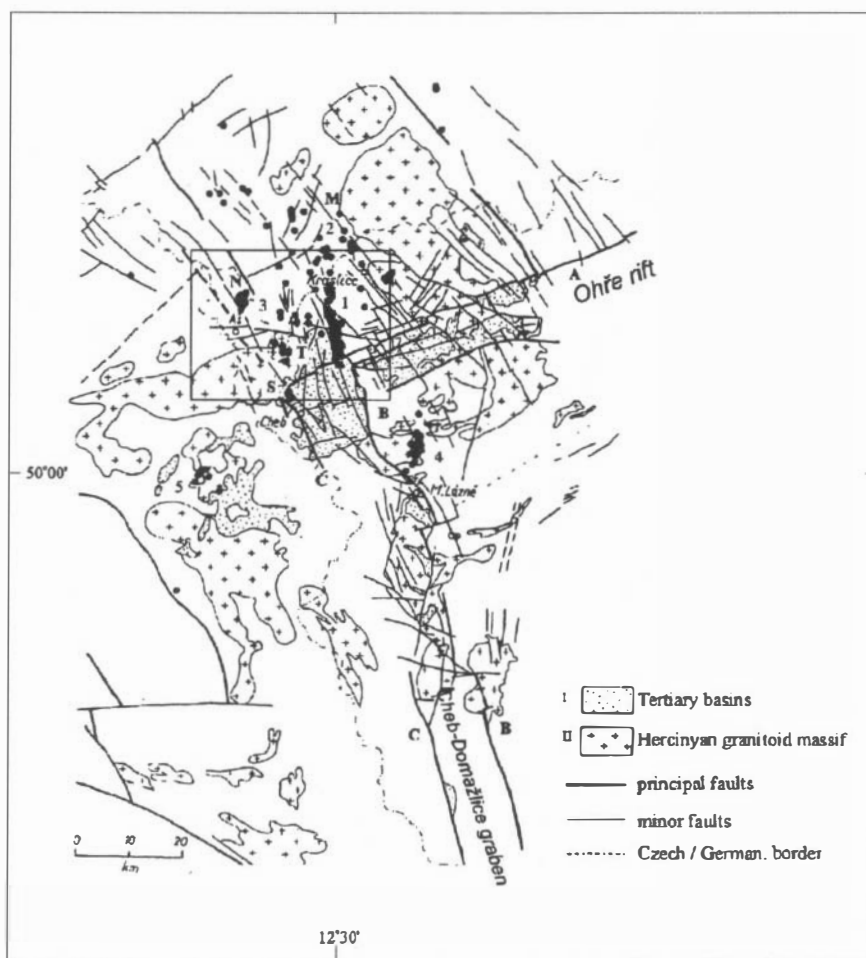 M
2
Kraslice
N
3
1
A
Ohře rift
T
S
B
Cheb
4
50°00'
C
5
M. Lázně
I Tertiary basins
II Hercinyan granitoid massif
C
B
Cheb-Domažlice graben
principal faults
minor faults
Czech / German. border
0 10 20
km
12°30'